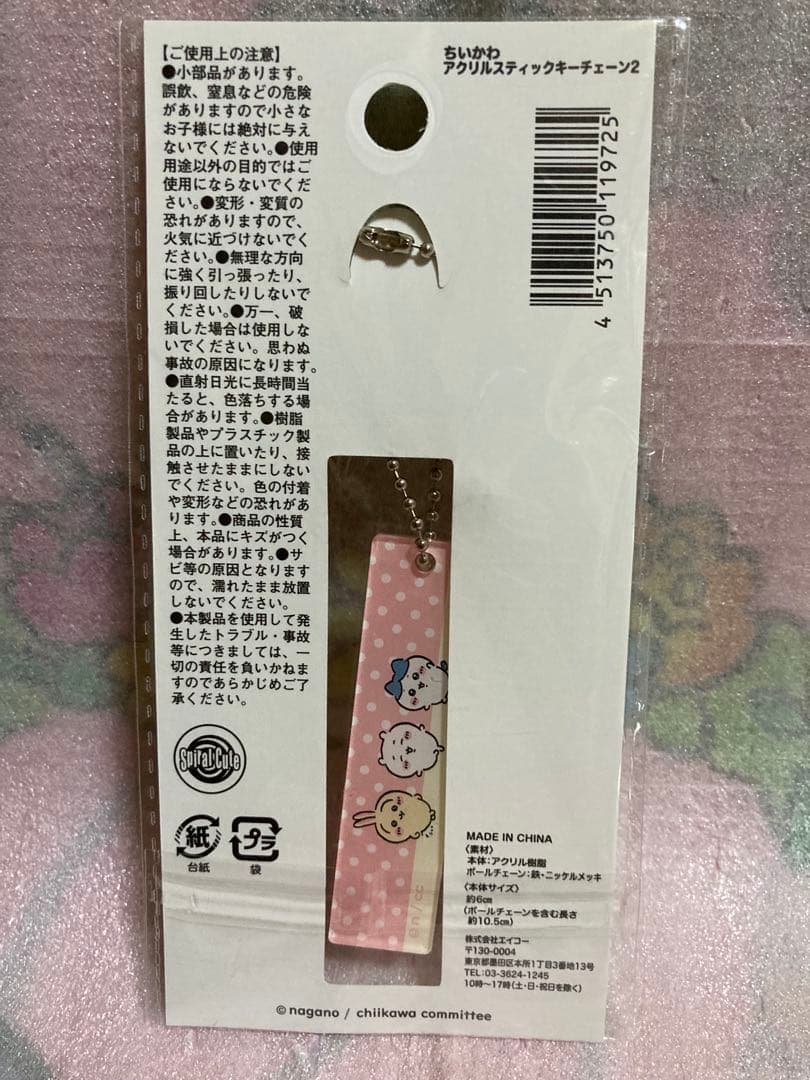 【ご使用上の注意】
●小部品があります。
誤飲、窒息などの危険
がありますので小さな
お子様には絶対に与え
ないでください。●使用
用途以外の目的ではご
使用にならないでくだ
さい。●変形・変質の
恐れがありますので、
火気に近づけないでく
ださい。●無理な方向
に強く引っ張ったり、
振り回したりしないで
ください。●万一、破
損した場合は使用しな
いでください。思わぬ
事故の原因になります。
●直射日光に長時間当
たると、色落ちする場
合があります。●樹脂
製品やプラスチック製
品の上に置いたり、接
触させたままにしない
でください。色の付着
や変形などの恐れがあ
ります。●商品の性質
上、本品にキズがつく
場合があります。●サ
ビ等の原因となります
ので、濡れたまま放置
しないでください。
●本製品を使用して発
生したトラブル・事故
等につきましては、一
切の責任を負いかねま
すのであらかじめご了
承ください。
Spiral Cute
紙
台紙
プラ
袋
ちいかわ
アクリルスティックキーチェーン2
4 513750 119725
©n/cc
MADE IN CHINA
〈素材〉
本体：アクリル樹脂
ボールチェーン：鉄・ニッケルメッキ
〈本体サイズ〉
約6㎝
(ボールチェーンを含む長さ
約10.5㎝)
株式会社エイコー
〒130-0004
東京都墨田区本所1丁目3番地13号
TEL：03-3624-1245
10時～17時(土・日・祝日を除く)
©nagano / chiikawa committee